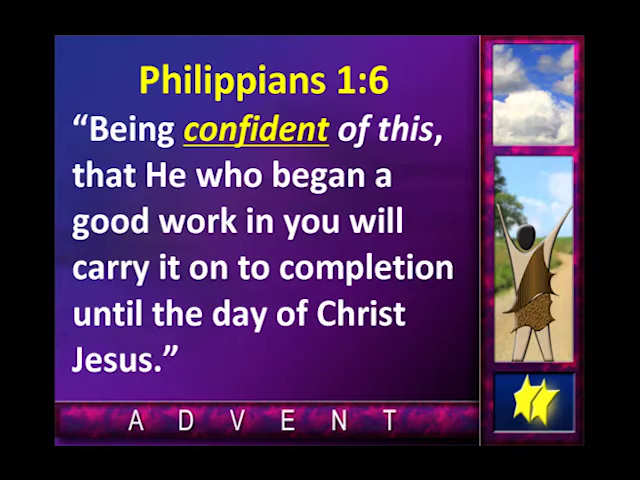 Philippians 1:6
“Being confident of this,
that He who began a
good work in you will
carry it on to completion
until the day of Christ
Jesus.”
ADVENT